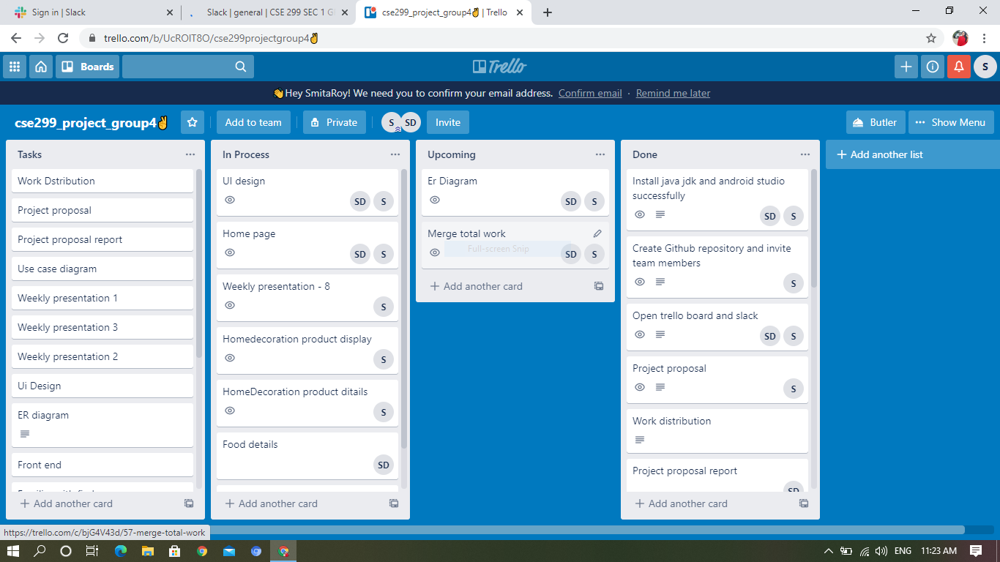 Sign in | Slack
Slack | general | CSE 299 SEC 1 G
cse299_project_group4✌ | Trello
trello.com/b/UcROIT8O/cse299projectgroup4✌
Boards
Trello
S
👋Hey SmitaRoy! We need you to confirm your email address. Confirm email · Remind me later
cse299_project_group4✌
Add to team
Private
S
SD
Invite
Butler
Show Menu
Tasks
Work Dstribution
Project proposal
Project proposal report
Use case diagram
Weekly presentation 1
Weekly presentation 3
Weekly presentation 2
Ui Design
ER diagram
Front end
Add another card
In Process
UI design
SD S
Home page
SD S
Weekly presentation - 8
S
Homedecoration product display
S
HomeDecoration product ditails
S
Food details
SD
Add another card
Upcoming
Er Diagram
SD S
Merge total work
Full-screen Snip
SD S
Add another card
Done
Install java jdk and android studio
successfully
SD S
Create Github repository and invite
team members
S
Open trello board and slack
SD S
Project proposal
S
Work distribution
Project proposal report
SD
Add another card
Add another list
https://trello.com/c/bjG4V43d/57-merge-total-work
ENG
11:23 AM